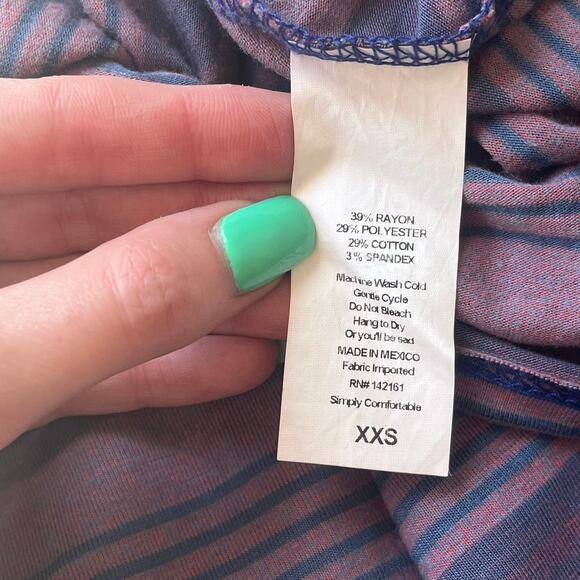 39% RAYON
29% POLYESTER
29% COTTON
3% SPANDEX
Machine Wash Cold
Gentle Cycle
Do Not Bleach
Hang to Dry
Or you'll be sad
MADE IN MEXICO
Fabric Imported
RN# 142161
Simply Comfortable
XXS